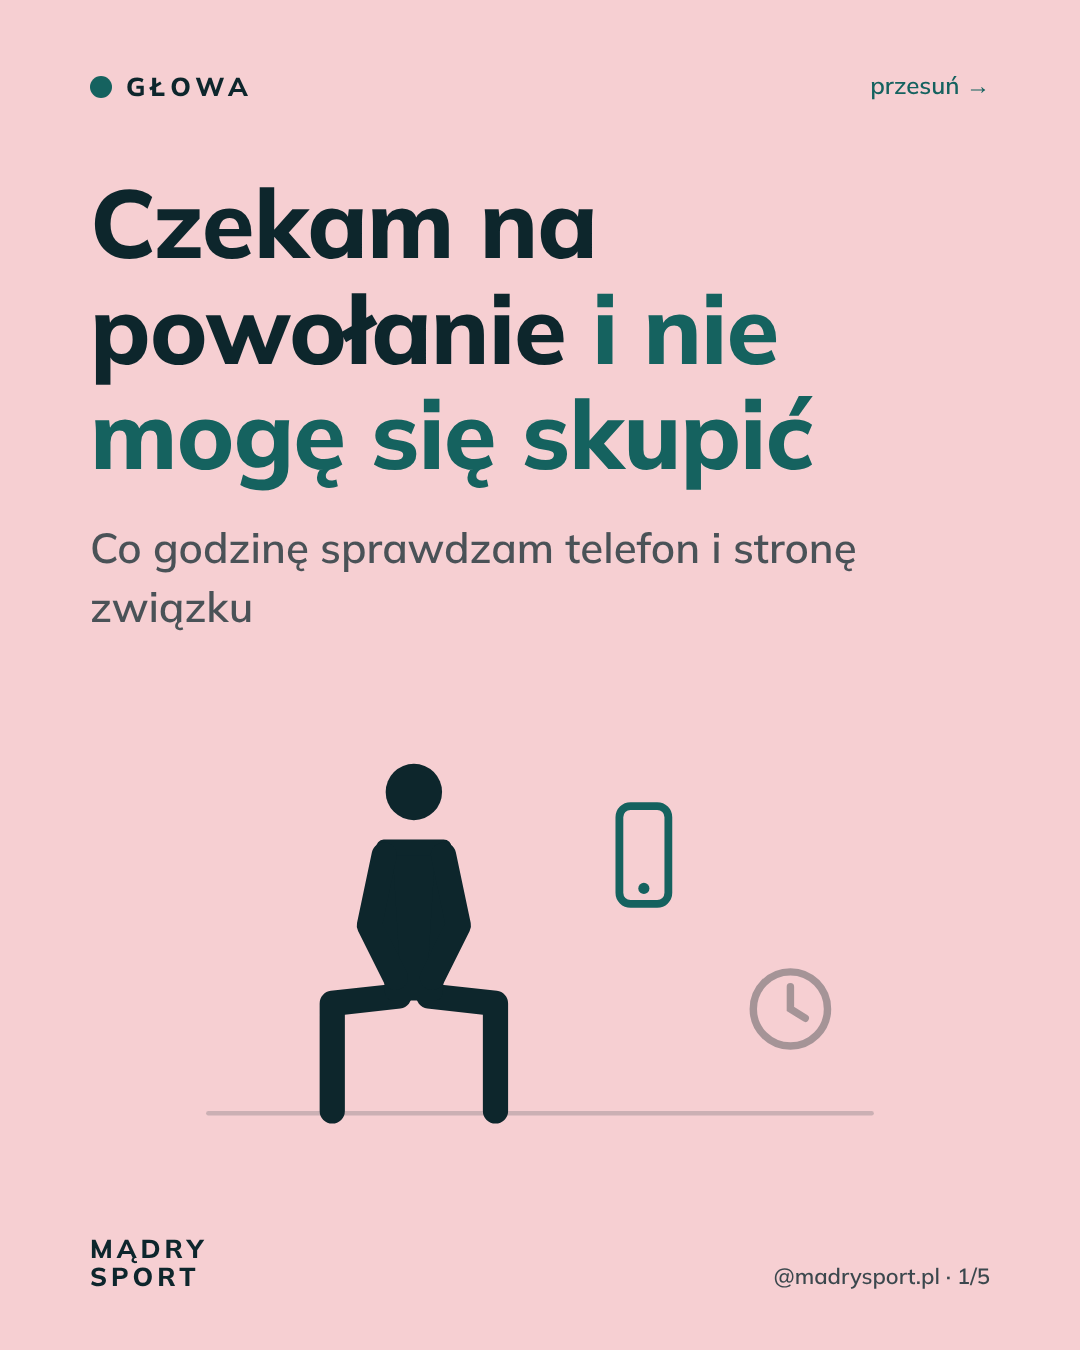 GŁOWA
przesuń →
Czekam na
powołanie i nie
mogę się skupić
Co godzinę sprawdzam telefon i stronę
związku
MĄDRY
SPORT
@madrysport.pl · 1/5